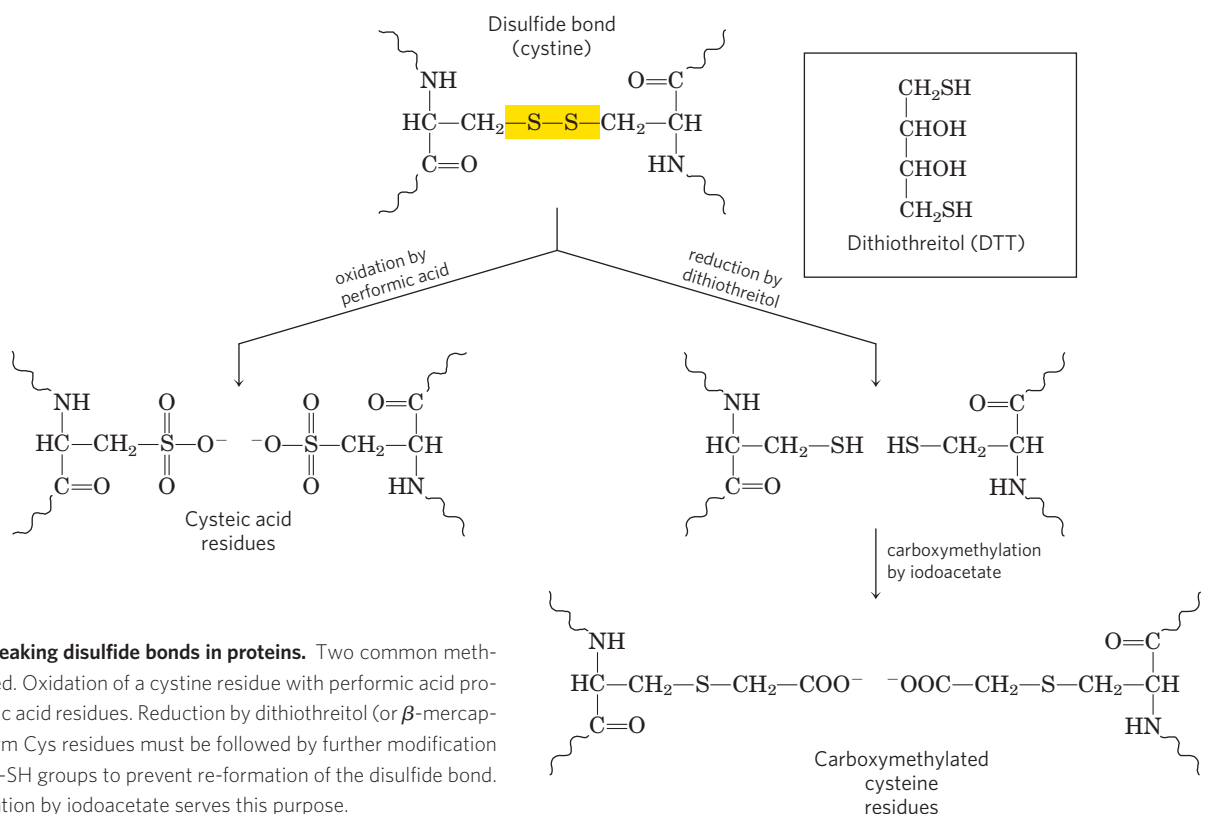 Disulfide bond
(cystine)
NH
O=C
HC—CH₂—S—S—CH₂—CH
C=O
HN
CH₂SH
CHOH
CHOH
CH₂SH
Dithiothreitol (DTT)
oxidation by
performic acid
reduction by
dithiothreitol
NH
O
O
O=C
HC—CH₂—S—O⁻
⁻O—S—CH₂—CH
C=O
O
O
HN
Cysteic acid
residues
NH
O=C
HC—CH₂—SH
HS—CH₂—CH
C=O
HN
carboxymethylation
by iodoacetate
NH
O=C
HC—CH₂—S—CH₂—COO⁻
⁻OOC—CH₂—S—CH₂—CH
C=O
HN
Carboxymethylated
cysteine
residues
eaking disulfide bonds in proteins. Two common meth-
ed. Oxidation of a cystine residue with performic acid pro-
c acid residues. Reduction by dithiothreitol (or β-mercap-
rm Cys residues must be followed by further modification
-SH groups to prevent re-formation of the disulfide bond.
tion by iodoacetate serves this purpose.